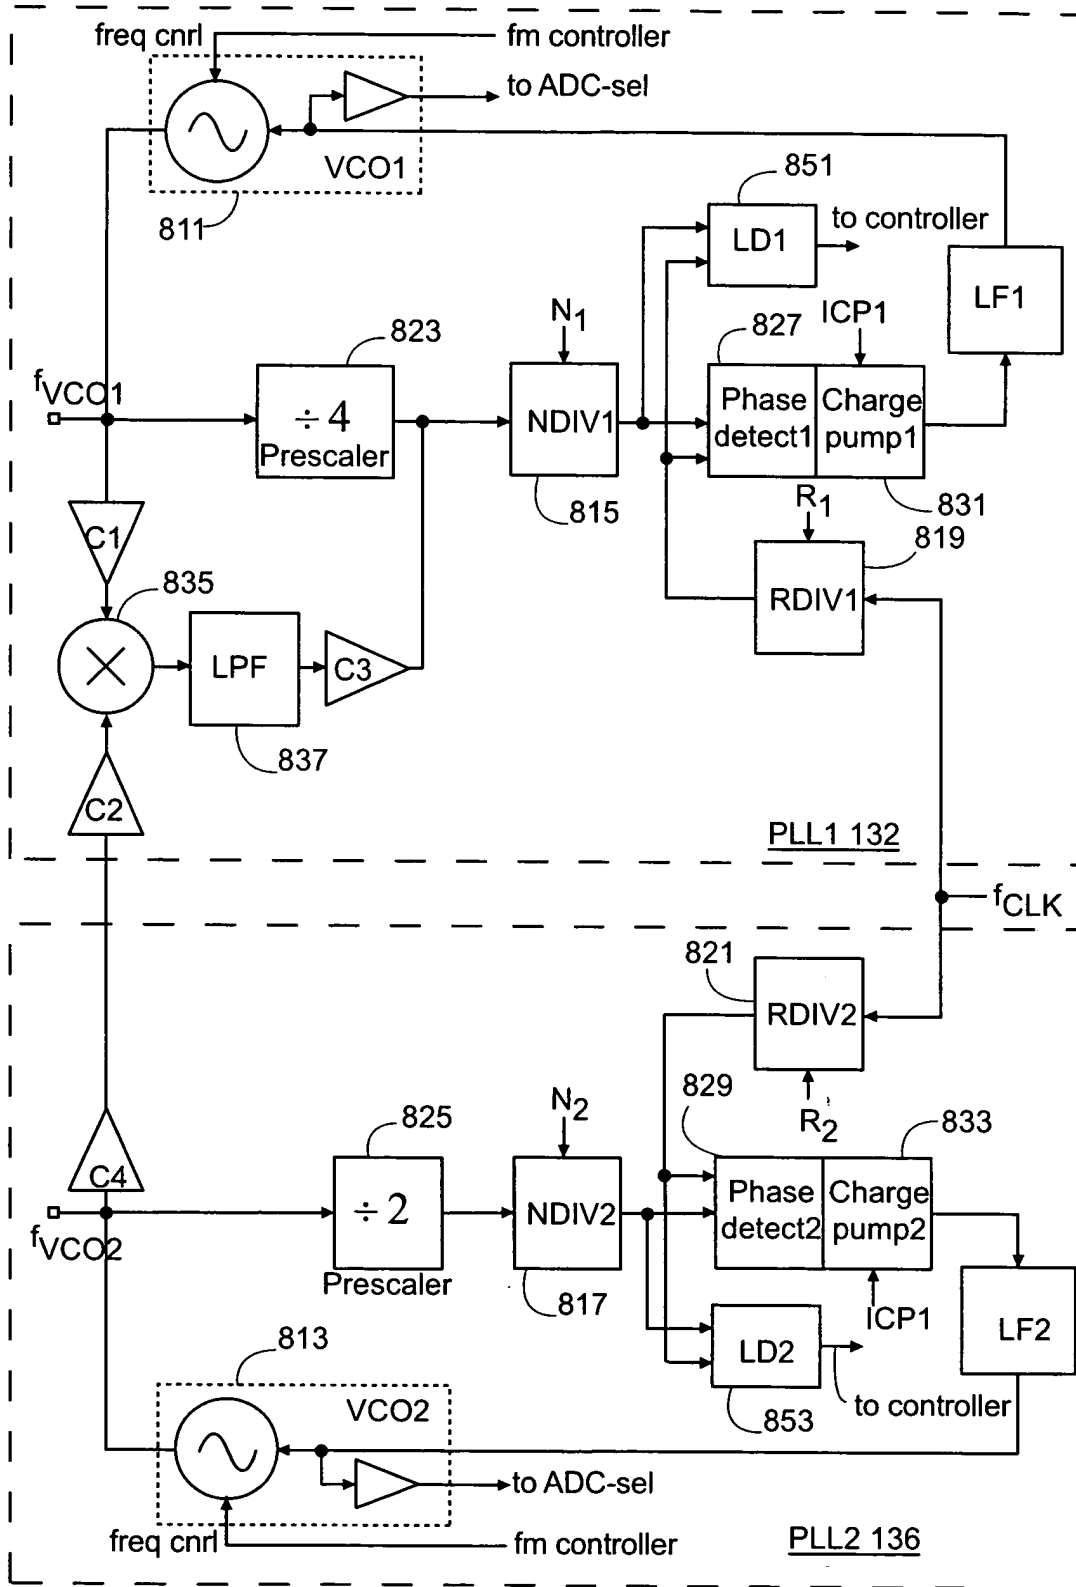 freq cnrl
fm controller
to ADC-sel
VCO1
811
851
LD1
to controller
LF1
fVCO1
823
÷ 4
Prescaler
N1
NDIV1
815
827
ICP1
Phase
detect1
Charge
pump1
831
R1
819
RDIV1
C1
835
LPF
C3
837
C2
PLL1 132
fCLK
821
RDIV2
R2
829
833
N2
825
C4
÷ 2
Prescaler
NDIV2
817
Phase
detect2
Charge
pump2
fVCO2
ICP1
LF2
LD2
853
to controller
813
VCO2
to ADC-sel
freq cnrl
fm controller
PLL2 136